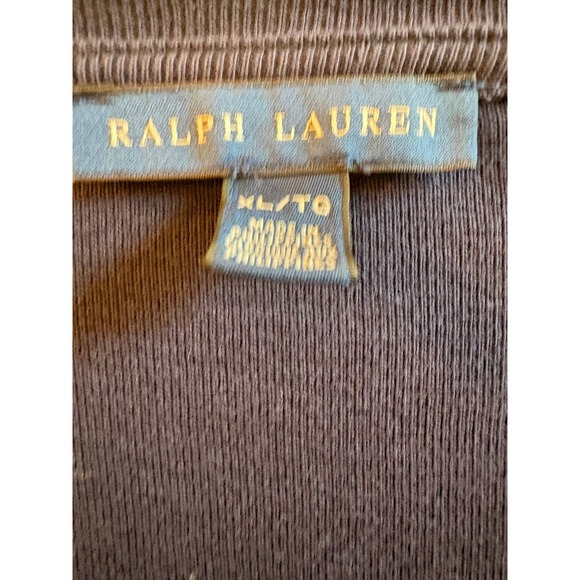 RALPH LAUREN
XL/TG
MADE IN
PHILIPPINES